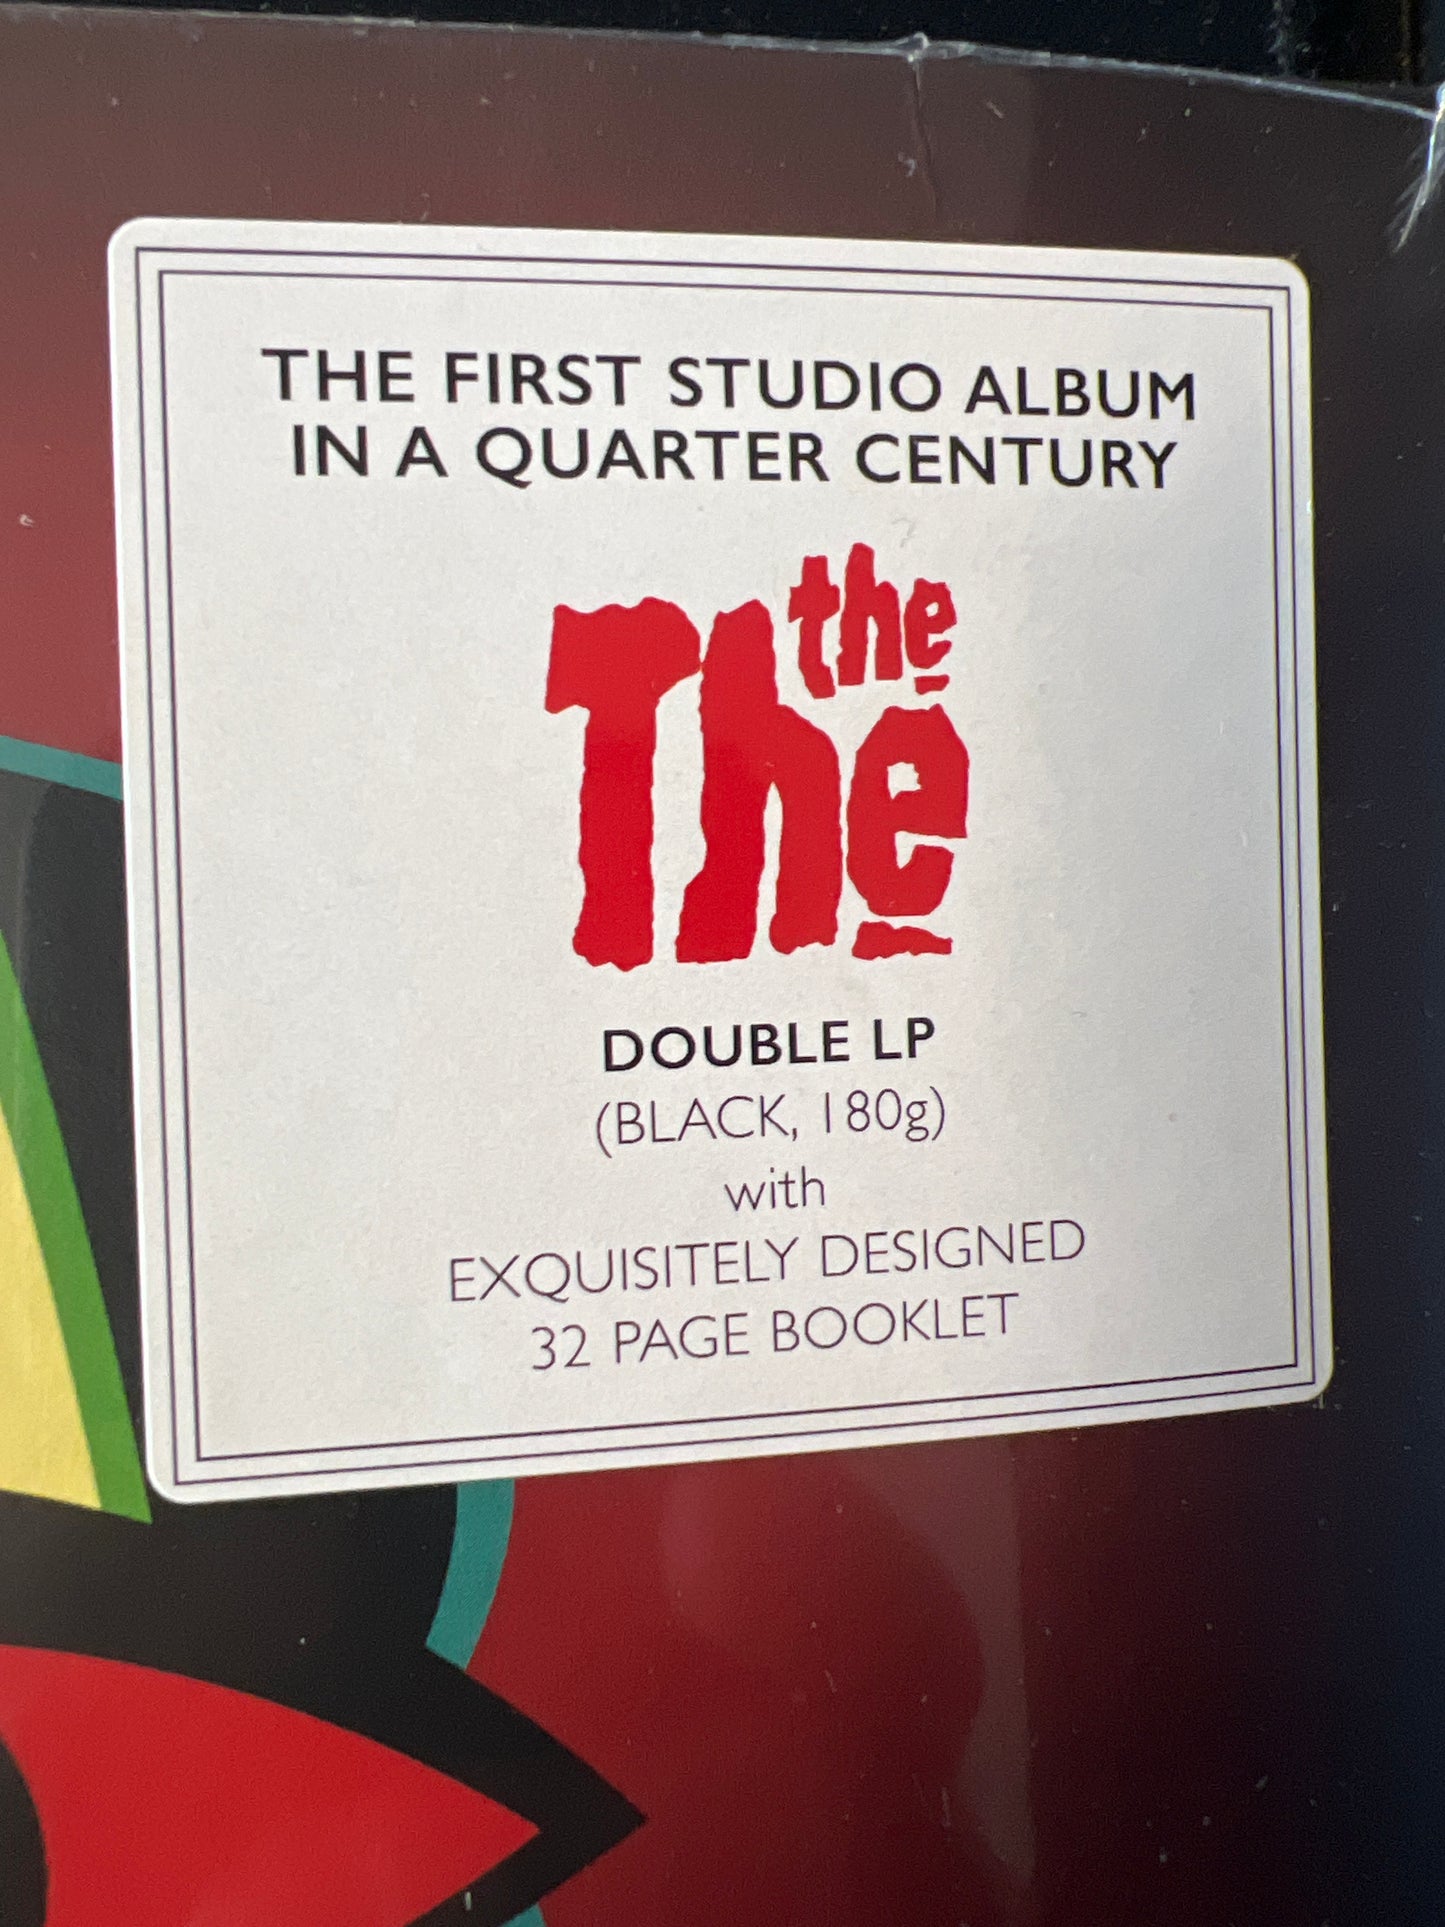 THE FIRST STUDIO ALBUM
IN A QUARTER CENTURY
The the
DOUBLE LP
(BLACK, 180g)
with
EXQUISITELY DESIGNED
32 PAGE BOOKLET